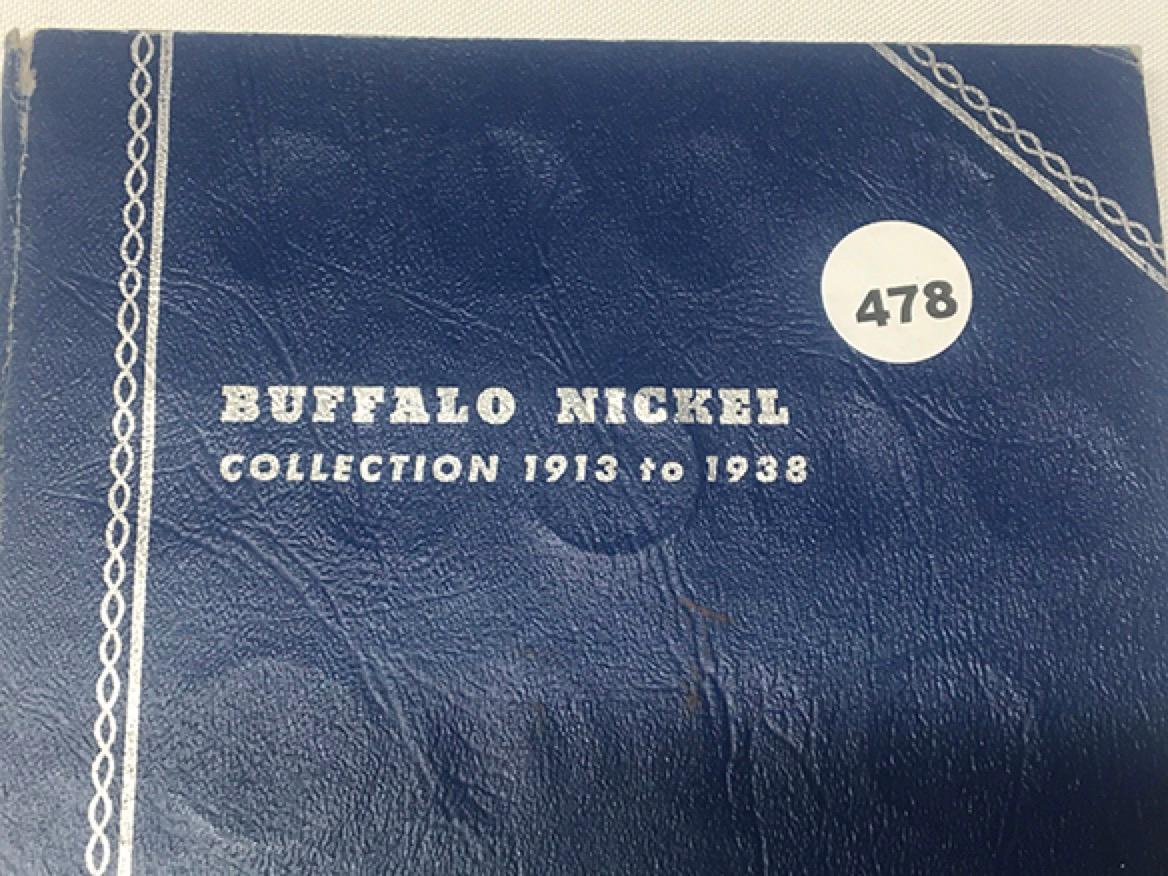 478
BUFFALO NICKEL
COLLECTION 1913 to 1938